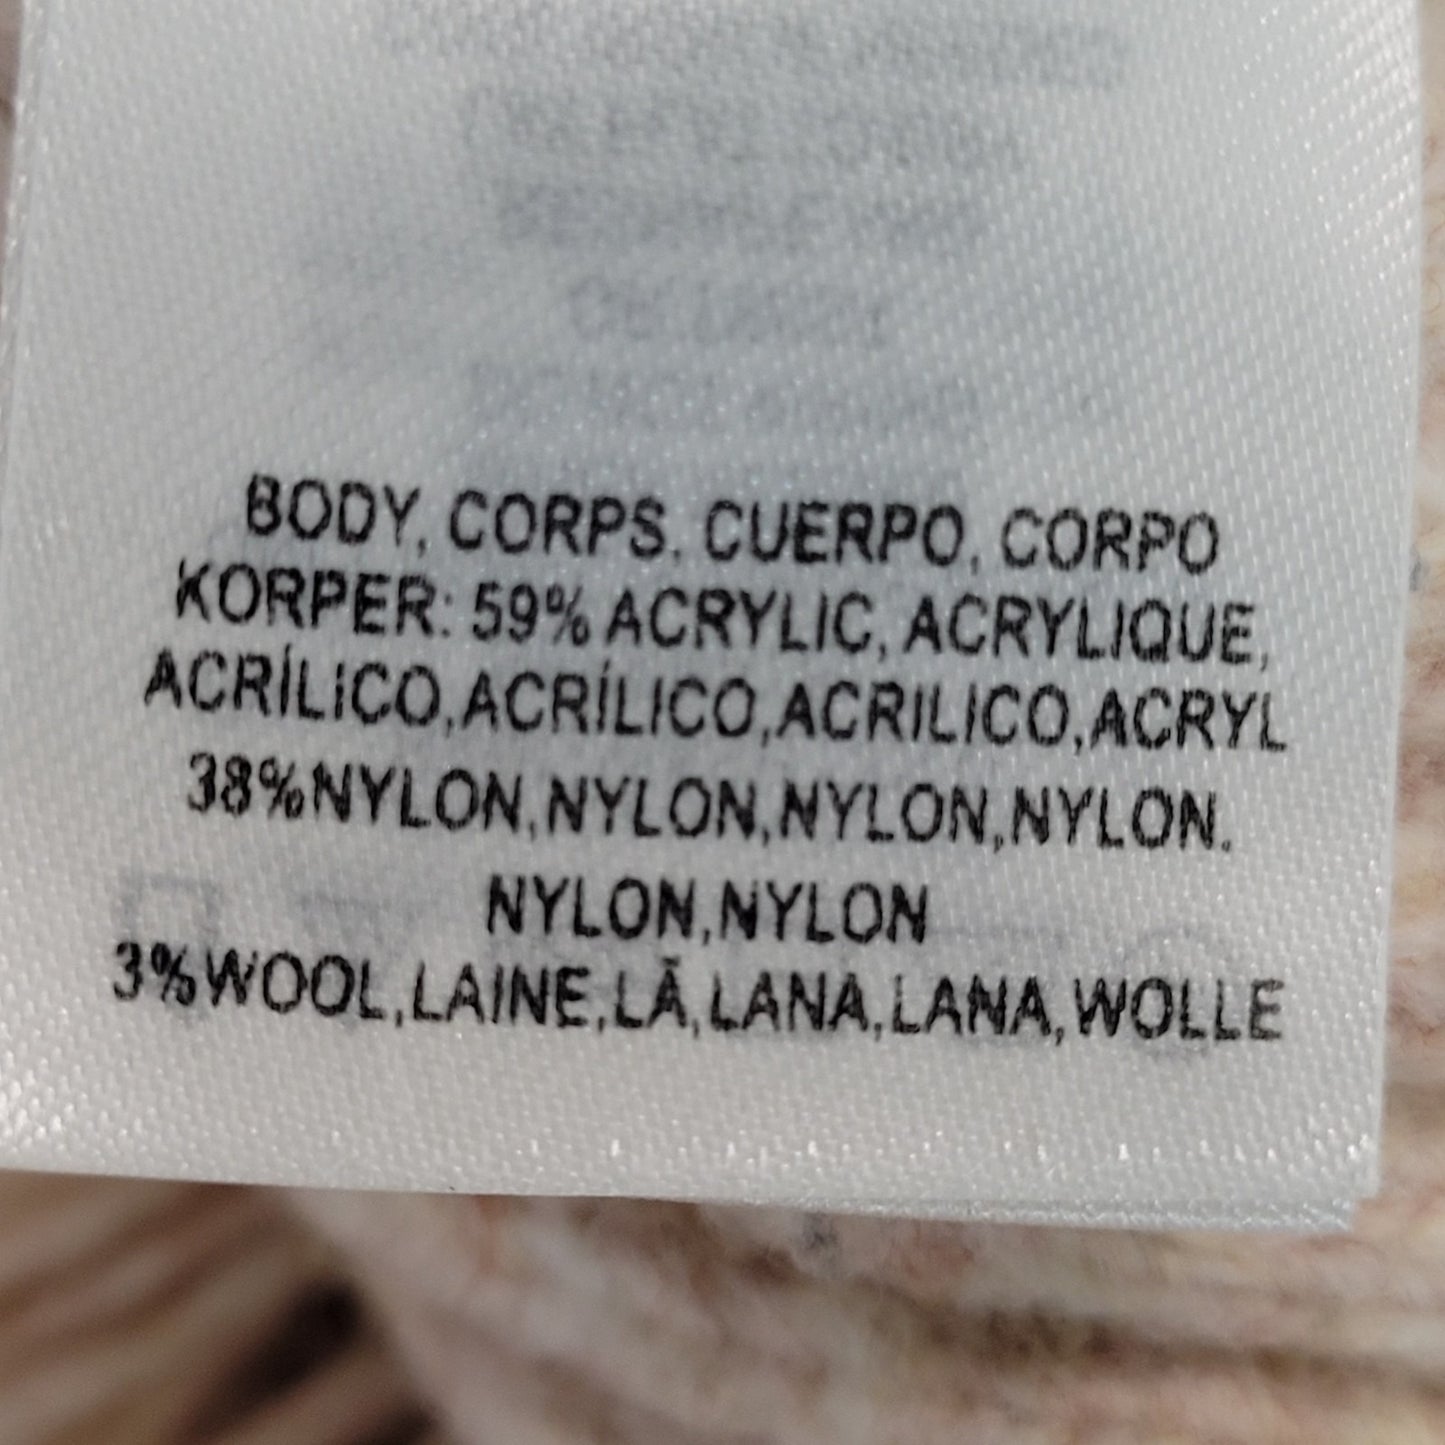 BODY, CORPS, CUERPO, CORPO
KORPER: 59% ACRYLIC, ACRYLIQUE,
ACRÍLICO,ACRÍLICO,ACRILICO,ACRYL
38%NYLON,NYLON,NYLON,NYLON.
NYLON,NYLON
3%WOOL,LAINE,LÃ,LANA,LANA,WOLLE